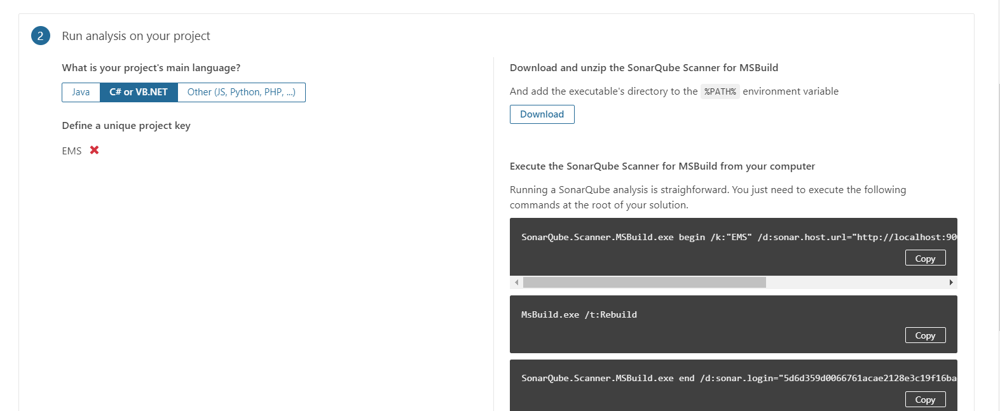 2 Run analysis on your project
What is your project's main language?
Java C# or VB.NET Other (JS, Python, PHP, ...)
Define a unique project key
EMS
Download and unzip the SonarQube Scanner for MSBuild
And add the executable's directory to the %PATH% environment variable
Download
Execute the SonarQube Scanner for MSBuild from your computer
Running a SonarQube analysis is straighforward. You just need to execute the following
commands at the root of your solution.
SonarQube.Scanner.MSBuild.exe begin /k:"EMS" /d:sonar.host.url="http://localhost:90
Copy
MsBuild.exe /t:Rebuild
Copy
SonarQube.Scanner.MSBuild.exe end /d:sonar.login="5d6d359d0066761acae2128e3c19f16ba
Copy